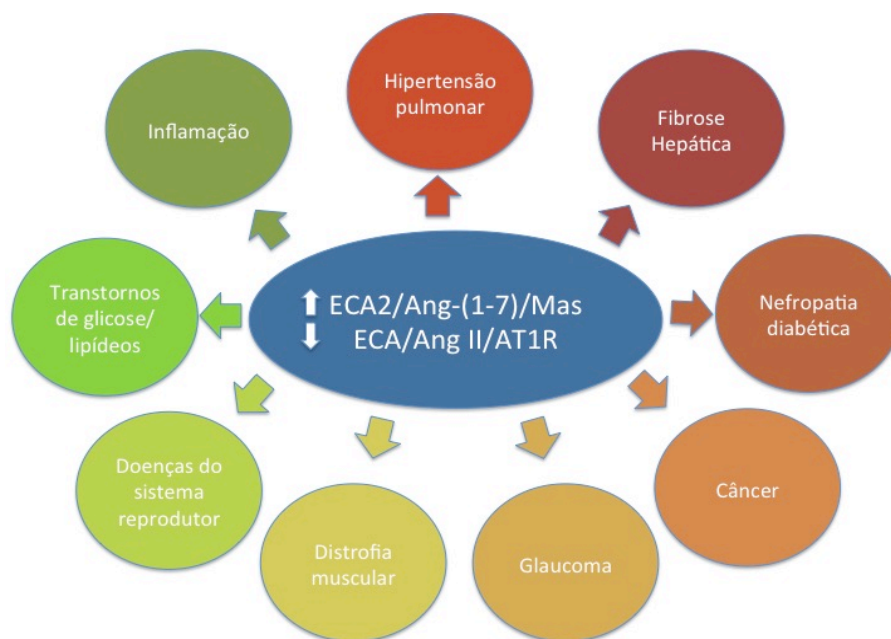 Hipertensão
pulmonar
Fibrose
Hepática
Inflamação
Transtornos
de glicose/
lipídeos
ECA2/Ang-(1-7)/Mas
ECA/Ang II/AT1R
Nefropatia
diabética
Doenças do
sistema
reprodutor
Câncer
Distrofia
muscular
Glaucoma